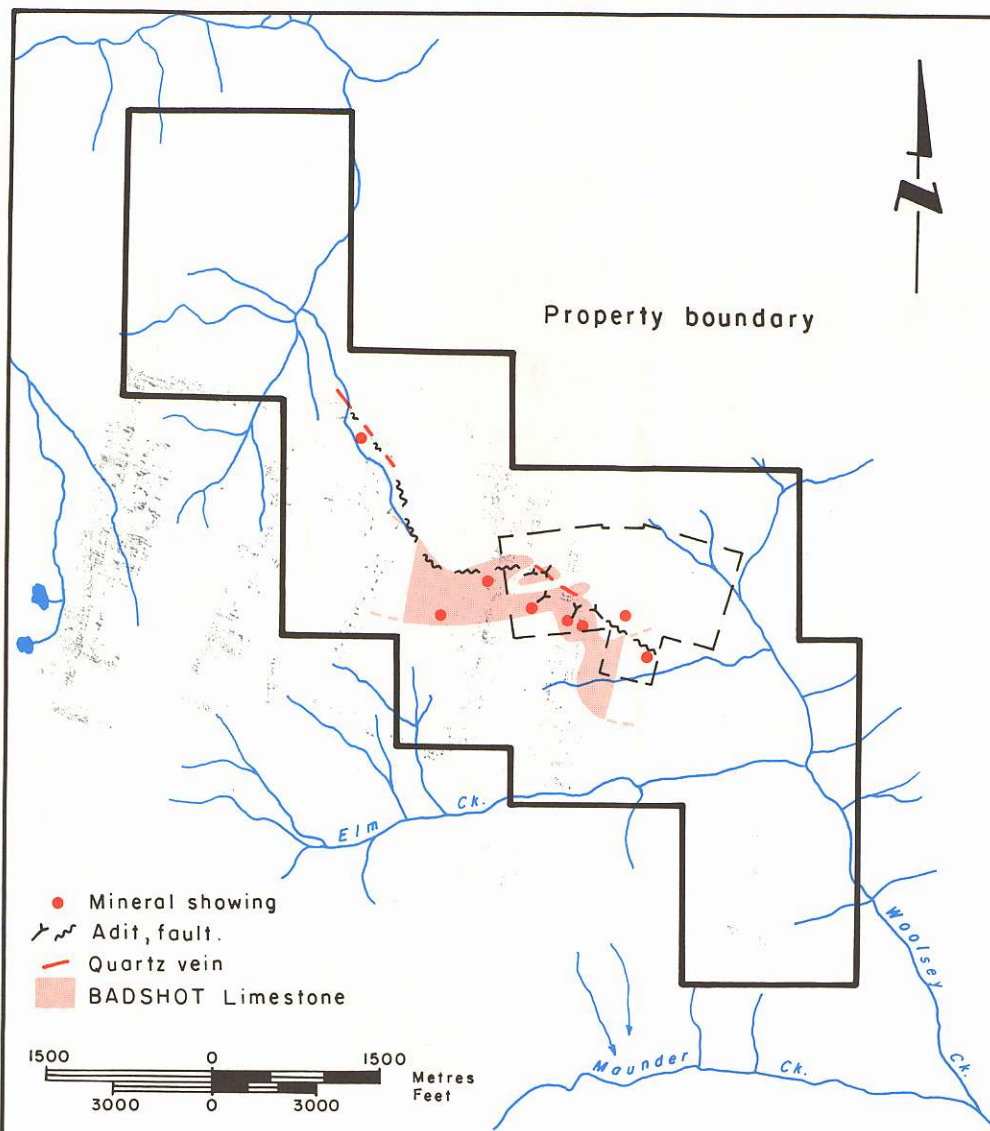 N
Property boundary
Elm Ck.
Mineral showing
Adit, fault.
Quartz vein
BADSHOT Limestone
Woolsey Ck.
Maunder Ck.
1500 0 1500 Metres
3000 0 3000 Feet